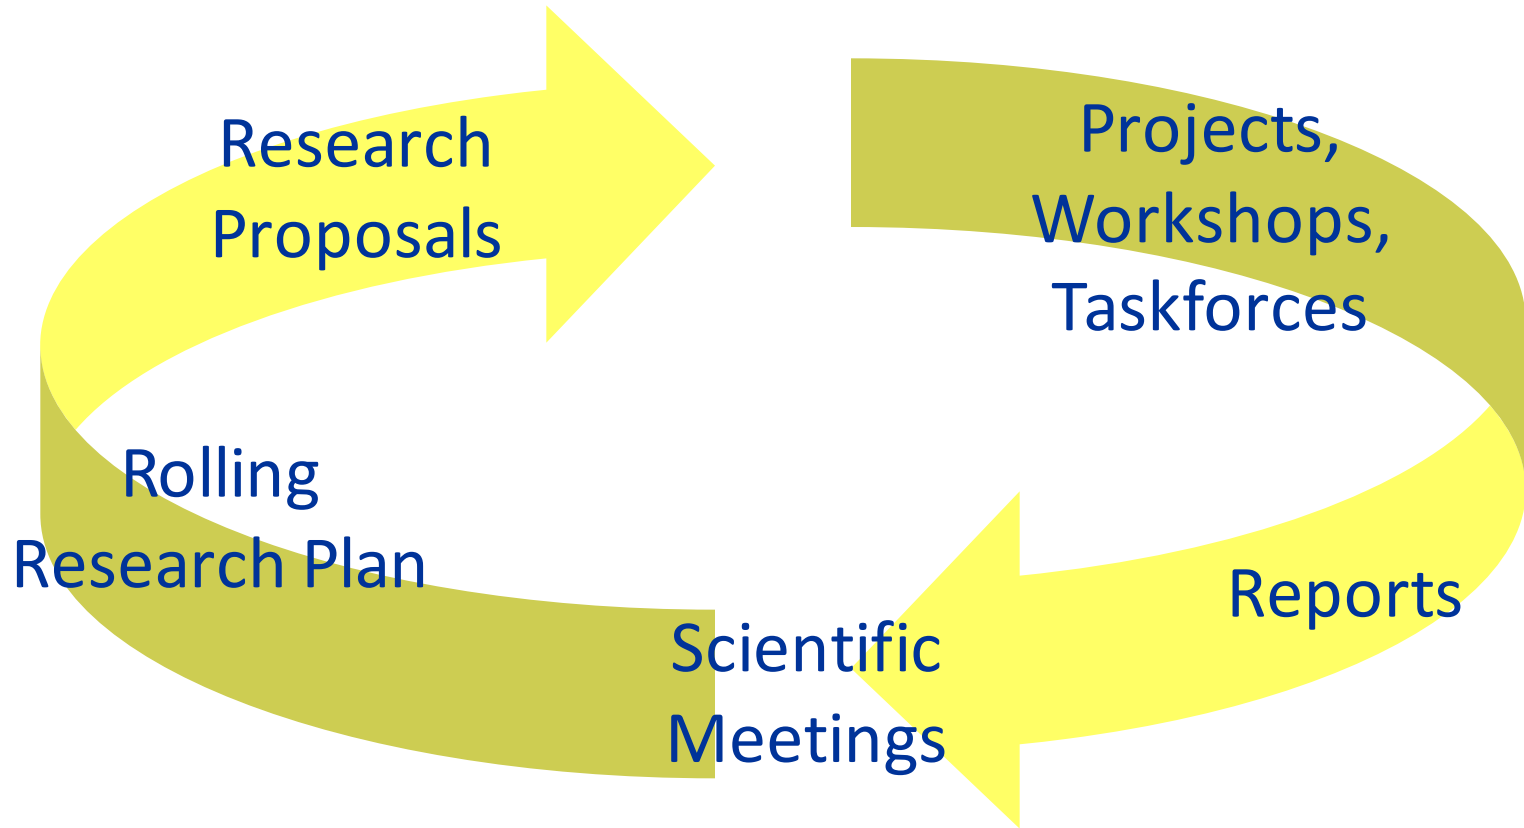 Research
Proposals
Projects,
Workshops,
Taskforces
Rolling
Research Plan
Reports
Scientific
Meetings